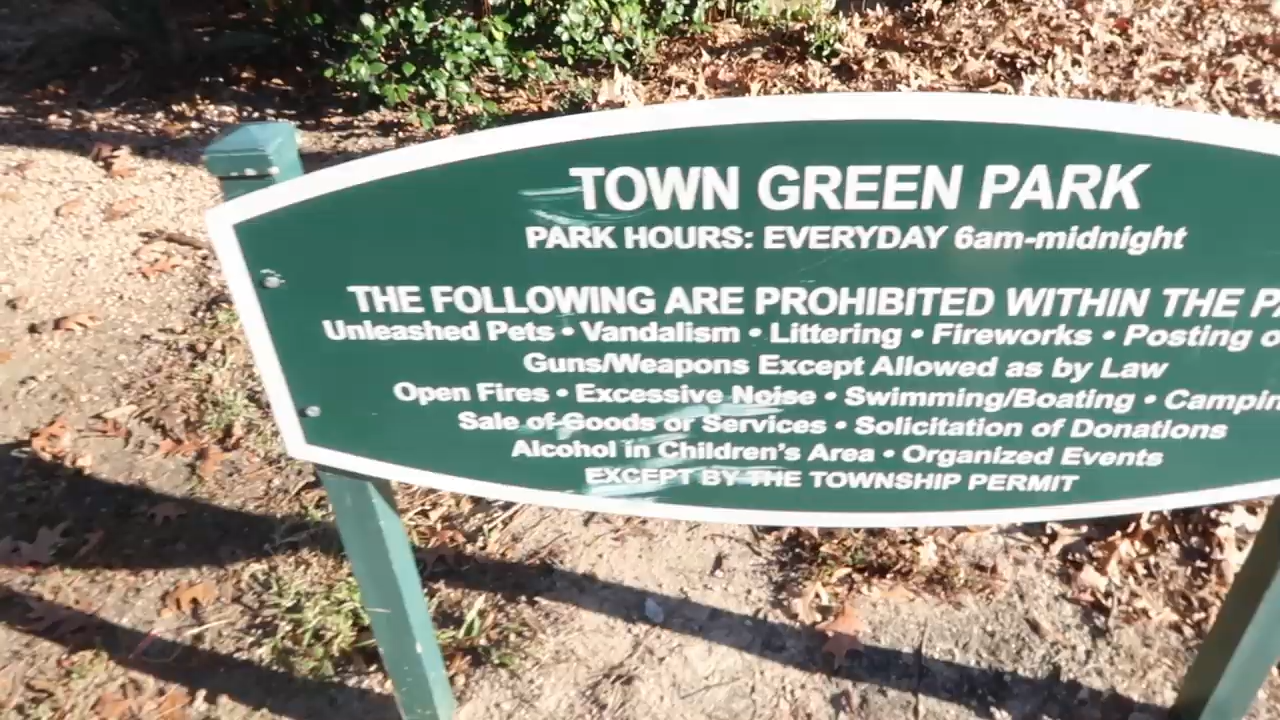 TOWN GREEN PARK
PARK HOURS: EVERYDAY 6am-midnight
THE FOLLOWING ARE PROHIBITED WITHIN THE
Unleashed Pets • Vandalism • Littering • Fireworks • Posting
Guns/Weapons Except Allowed as by Law
Open Fires • Excessive Noise • Swimming/Boating •
Sale of Goods or Services • Solicitation of Donations
Alcohol in Children's Area • Organized Events
EXCEPT BY THE TOWNSHIP PERMIT